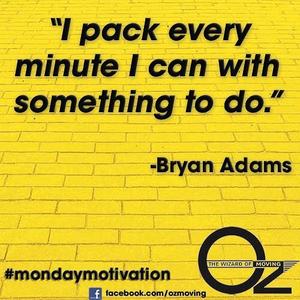 “I pack every
minute I can with
something to do.”
-Bryan Adams
THE WIZARD OF MOVING
OZ
#mondaymotivation
facebook.com/ozmoving